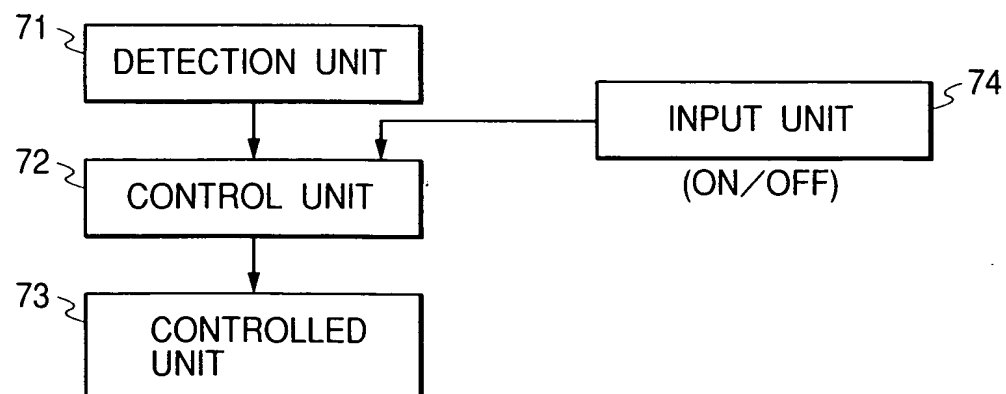 71
DETECTION UNIT
74
INPUT UNIT
(ON/OFF)
72
CONTROL UNIT
73
CONTROLLED
UNIT